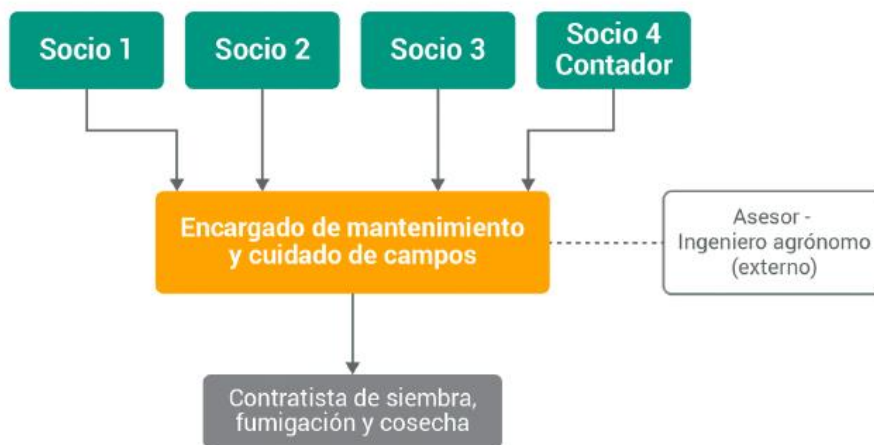 Socio 1
Socio 2
Socio 3
Socio 4
Contador
Encargado de mantenimiento
y cuidado de campos
Asesor -
Ingeniero agrónomo
(externo)
Contratista de siembra,
fumigación y cosecha